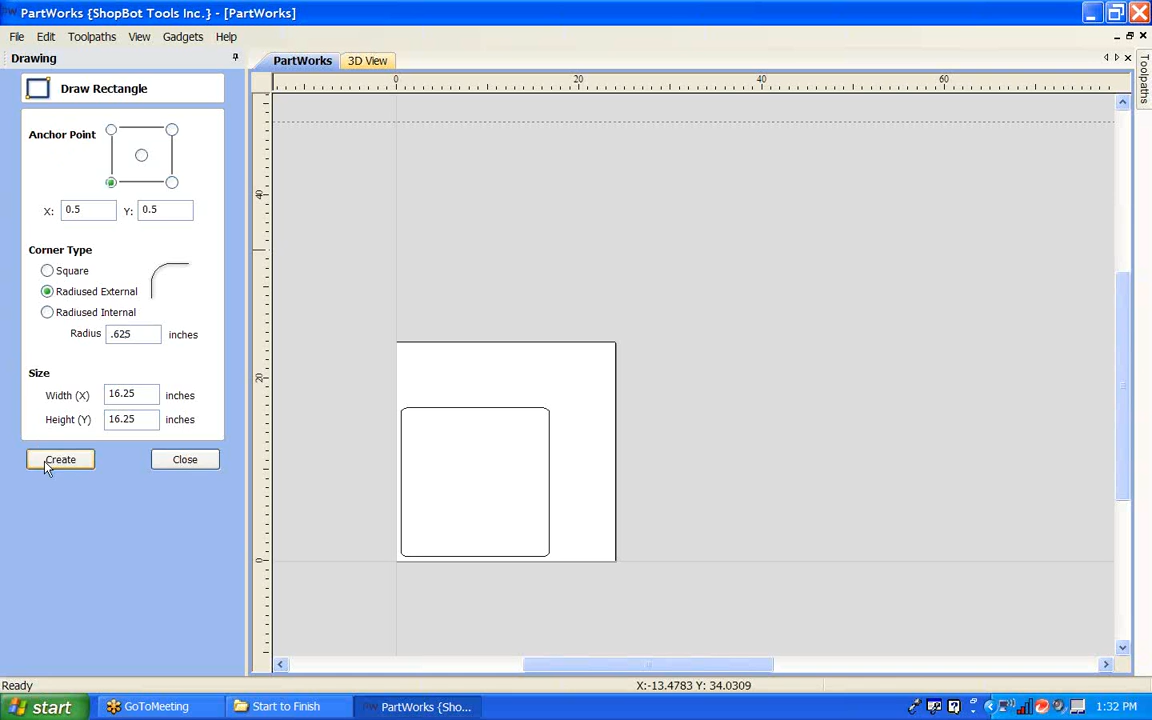 PartWorks {ShopBot Tools Inc.} - [PartWorks]
File Edit Toolpaths View Gadgets Help
Drawing
PartWorks 3D View
Draw Rectangle
0 20 40 60
Toolpaths
Anchor Point
X: 0.5 Y: 0.5
40
Corner Type
Square
Radiused External
Radiused Internal
Radius .625 inches
Size
20
Width (X) 16.25 inches
Height (Y) 16.25 inches
Create Close
0
Ready X:-13.4783 Y: 34.0309
start GoToMeeting Start to Finish PartWorks {Sho... 1:32 PM